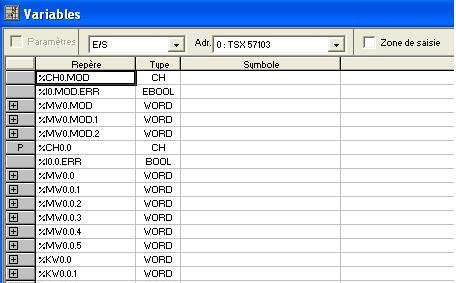 Variables
Paramètres E/S Adr. 0 : TSX 57103 Zone de saisie
Repère Type Symbole
%CH0.MOD CH
%I0.MOD.ERR EBOOL
%MW0.MOD WORD
%MW0.MOD.1 WORD
%MW0.MOD.2 WORD
P %CH0.0 CH
%I0.0.ERR BOOL
%MW0.0 WORD
%MW0.0.1 WORD
%MW0.0.2 WORD
%MW0.0.3 WORD
%MW0.0.4 WORD
%MW0.0.5 WORD
%KW0.0 WORD
%KW0.0.1 WORD